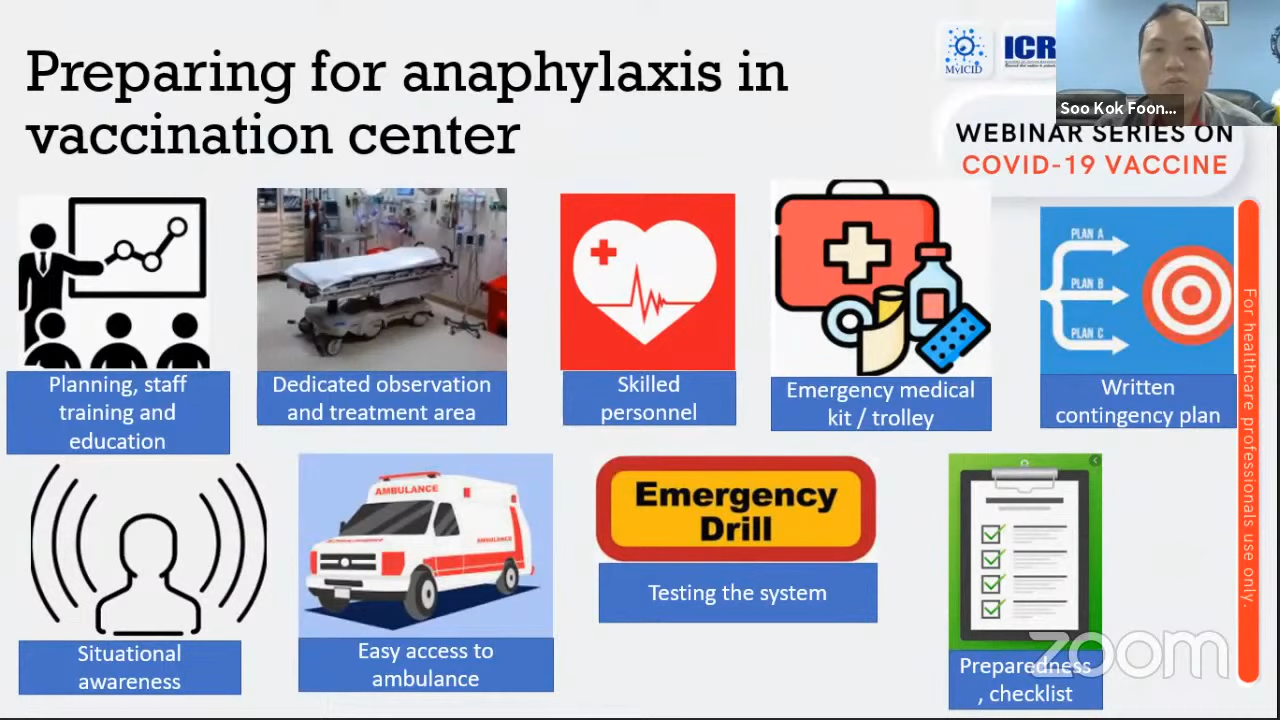 Preparing for anaphylaxis in
vaccination center
MyICID
ICR
Soo Kok Foon...
WEBINAR SERIES ON
COVID-19 VACCINE
Planning, staff
training and
education
Dedicated observation
and treatment area
Skilled
personnel
Emergency medical
kit / trolley
PLAN A
PLAN B
PLAN C
Written
contingency plan
For healthcare professionals use only.
Situational
awareness
AMBULANCE
AMBULANCE
Easy access to
ambulance
Emergency
Drill
Testing the system
Preparedness
, checklist
zoom